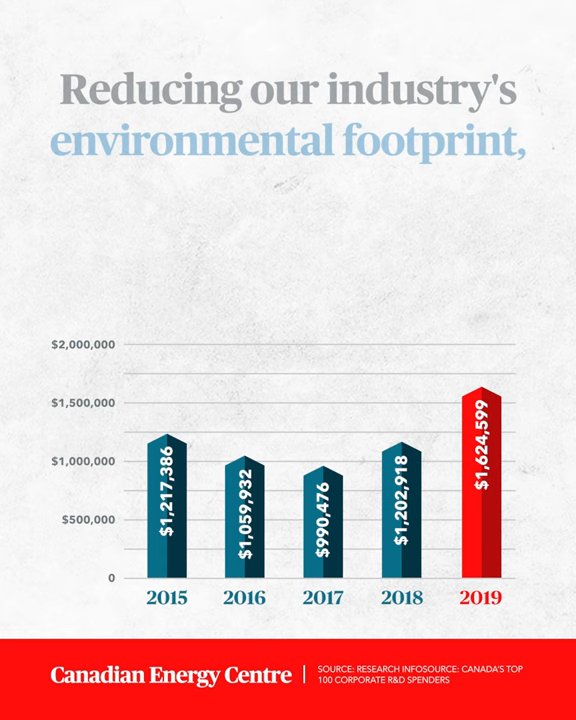 Reducing our industry's
environmental footprint,
$2,000,000
$1,500,000
$1,000,000
$500,000
0
$1,217,386
$1,059,932
$990,476
$1,202,918
$1,624,599
2015 2016 2017 2018 2019
Canadian Energy Centre
SOURCE: RESEARCH INFOSOURCE: CANADA'S TOP
100 CORPORATE R&D SPENDERS